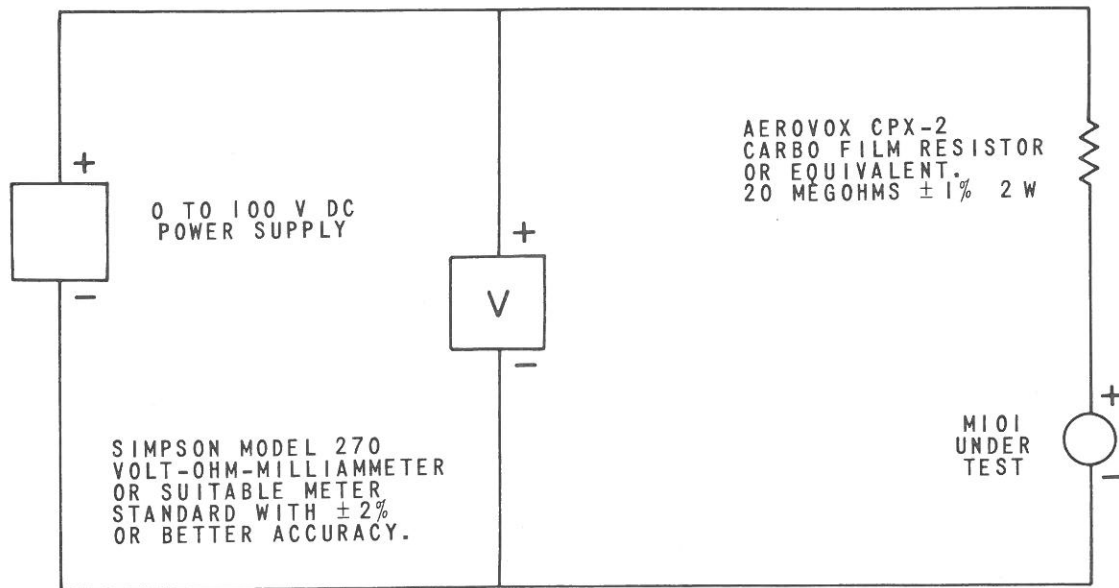 AEROVOX CPX-2
CARBO FILM RESISTOR
OR EQUIVALENT.
20 MEGOHMS ±1% 2 W
+
0 TO 100 V DC
POWER SUPPLY
−
+
V
−
+
M101
UNDER
TEST
−
SIMPSON MODEL 270
VOLT-OHM-MILLIAMMETER
OR SUITABLE METER
STANDARD WITH ±2%
OR BETTER ACCURACY.